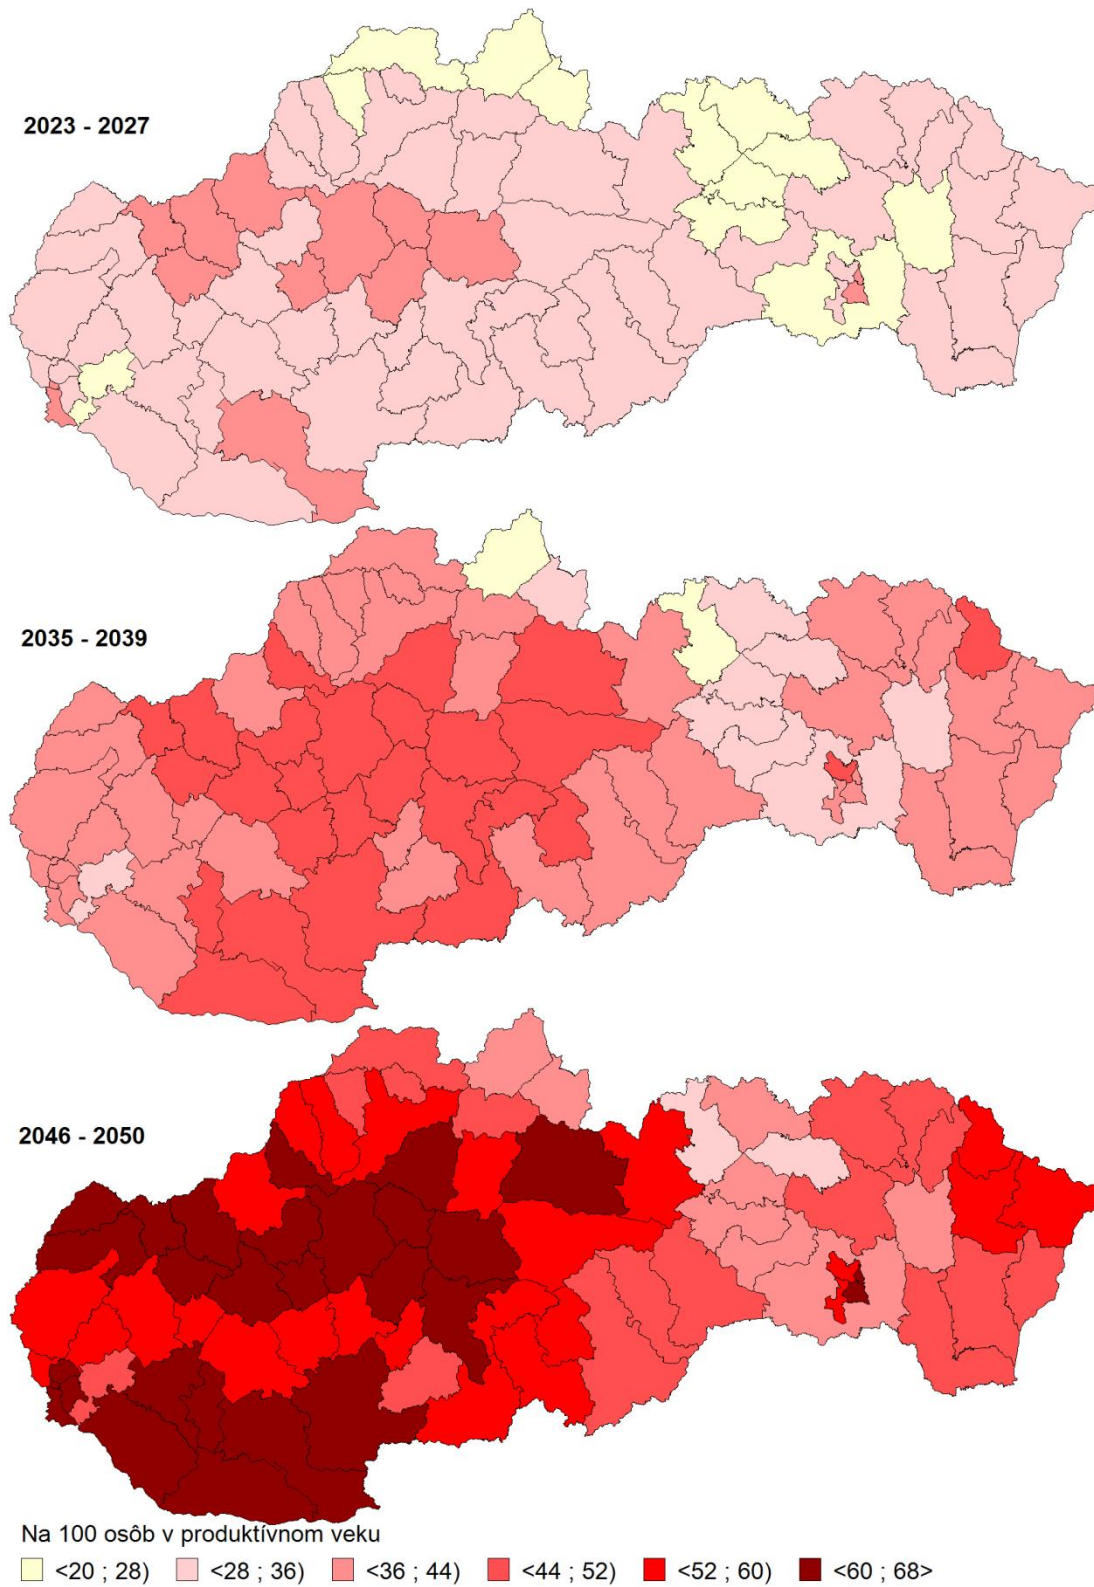 2023 - 2027
2035 - 2039
2046 - 2050
Na 100 osôb v produktívnom veku
<20 ; 28) <28 ; 36) <36 ; 44) <44 ; 52) <52 ; 60) <60 ; 68>